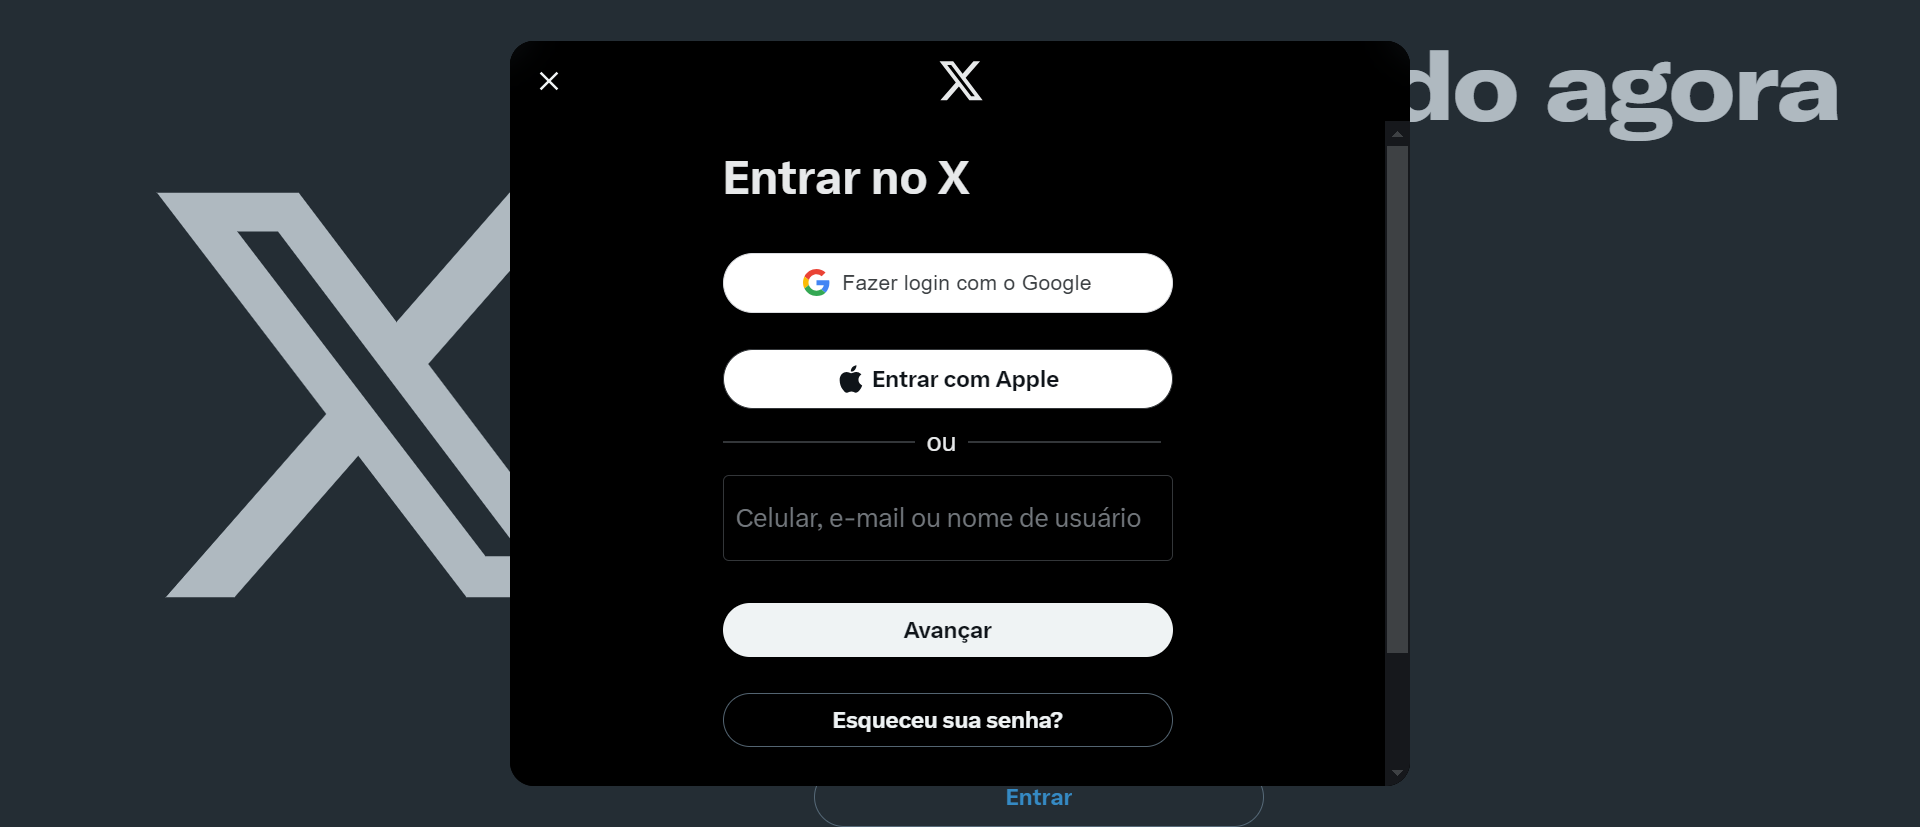 do agora
Entrar no X
Fazer login com o Google
Entrar com Apple
ou
Celular, e-mail ou nome de usuário
Avançar
Esqueceu sua senha?
Entrar